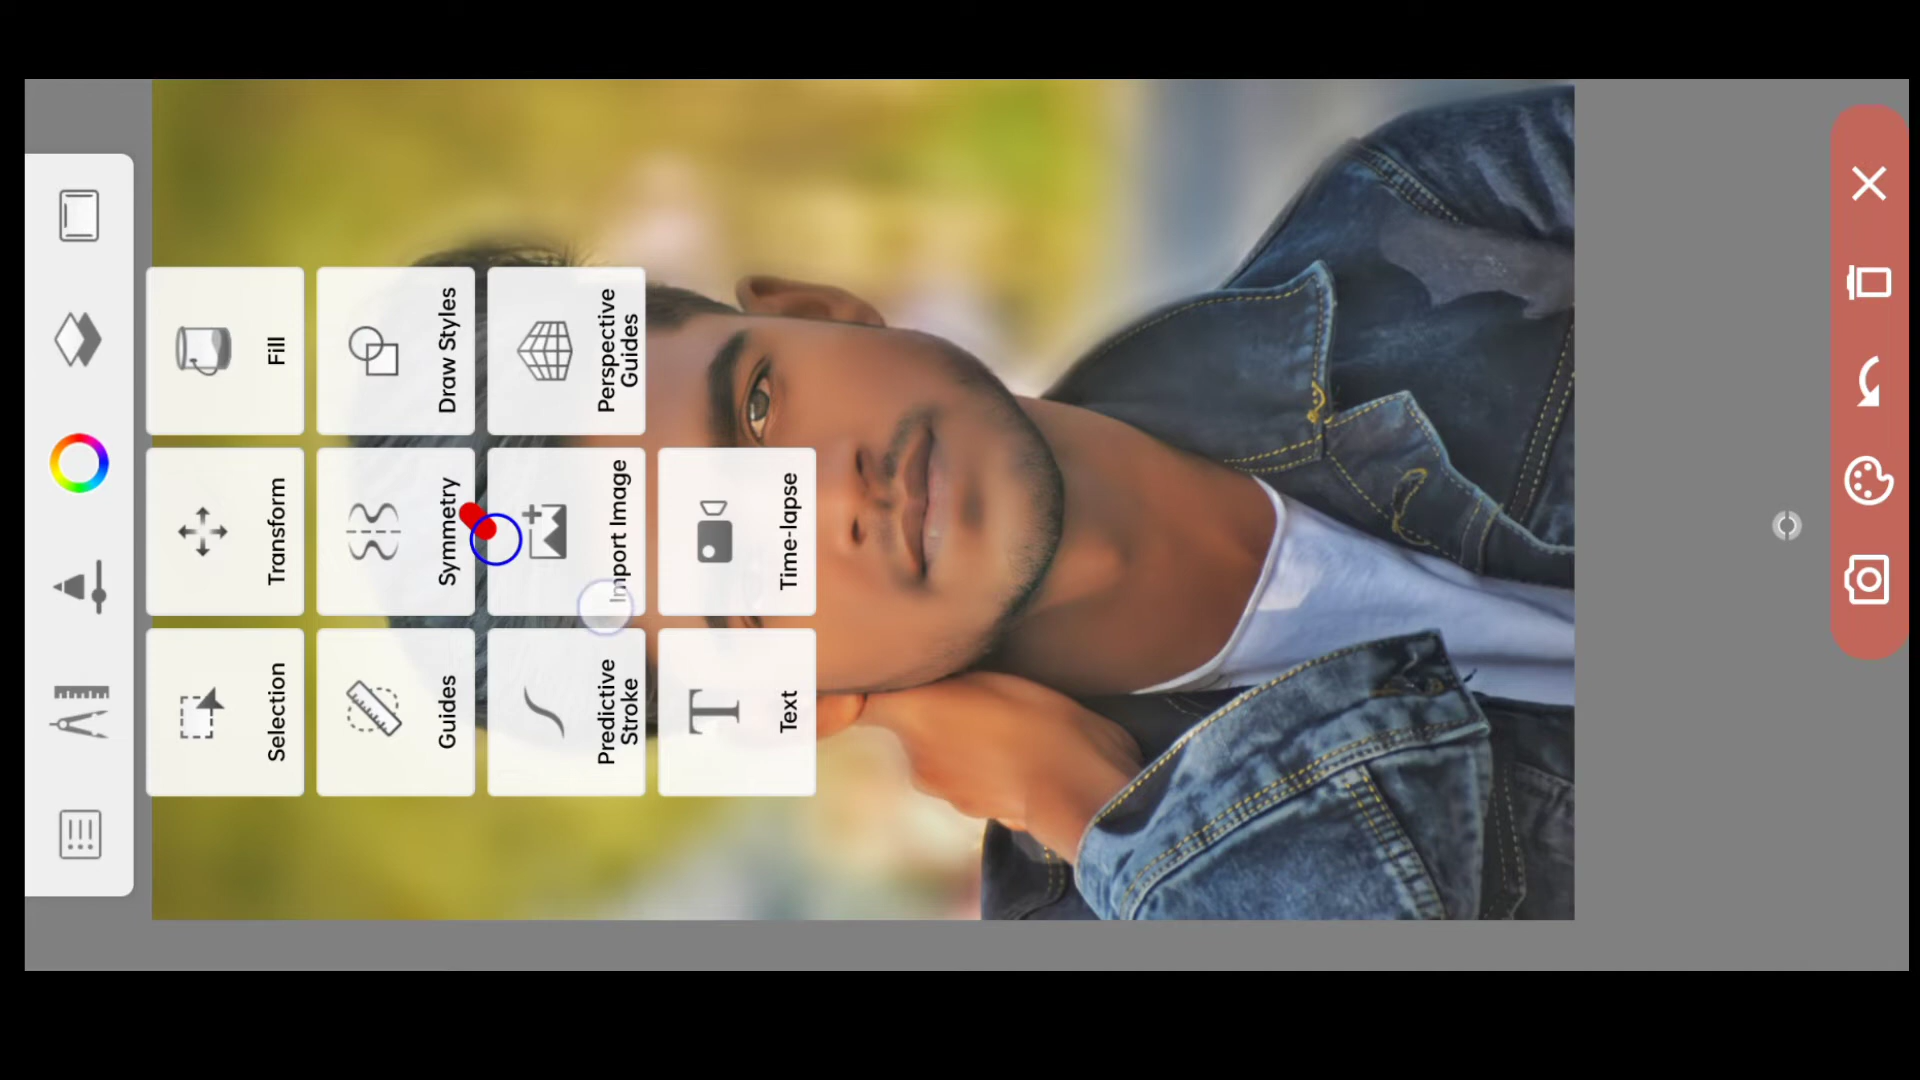 Selection
Transform
Fill
Guides
Symmetry
Draw Styles
Predictive
Stroke
Import Image
Perspective
Guides
Text
Time-lapse